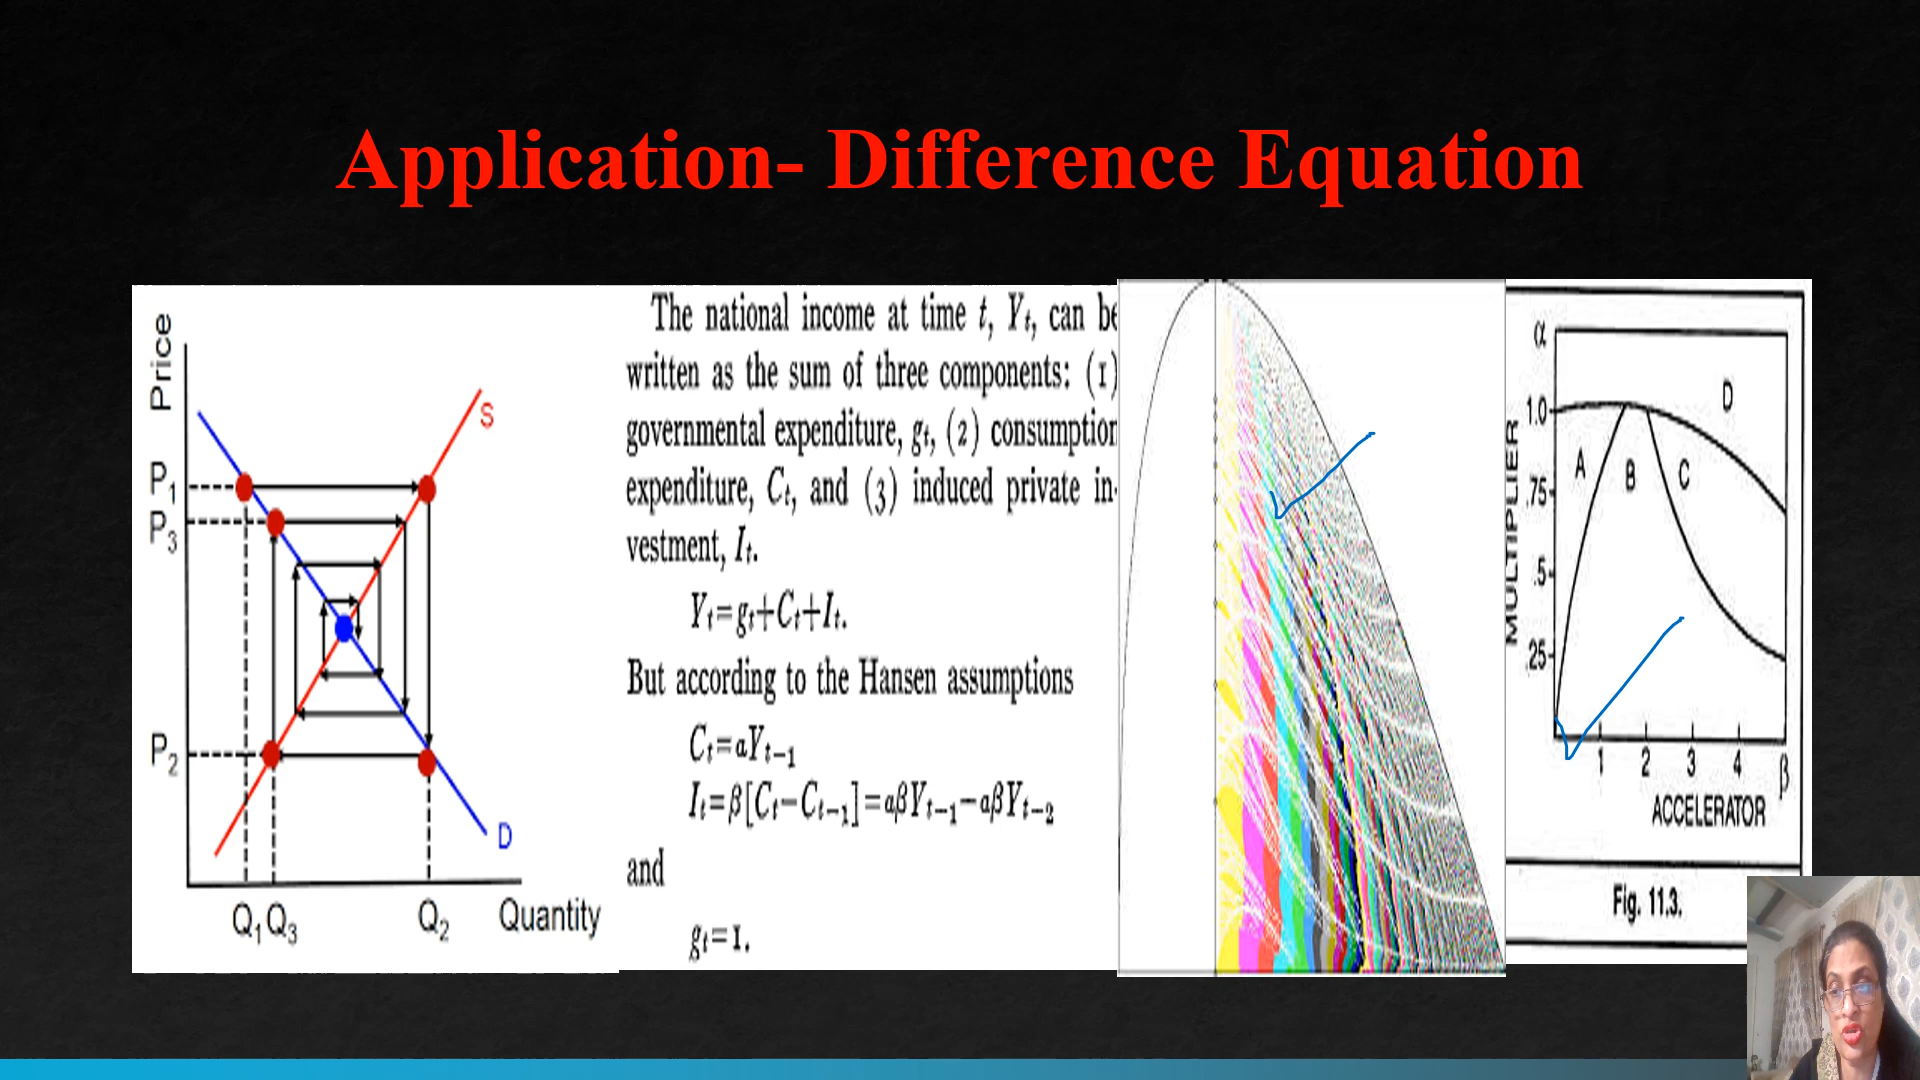 Application- Difference Equation
Price
S
P1
P3
P2
D
Q1 Q3
Q2
Quantity
The national income at time t, Yt, can be
written as the sum of three components: (1)
governmental expenditure, gt, (2) consumption
expenditure, Ct, and (3) induced private in-
vestment, It.
Yt=gt+Ct+It.
But according to the Hansen assumptions
Ct=αYt−1
It=β[Ct−Ct−1]=αβYt−1−αβYt−2
and
gt=1.
α
D
1.0
A
B
C
.75
.5
.25
MULTIPLIER
1 2 3 4 β
ACCELERATOR
Fig. 11.3.